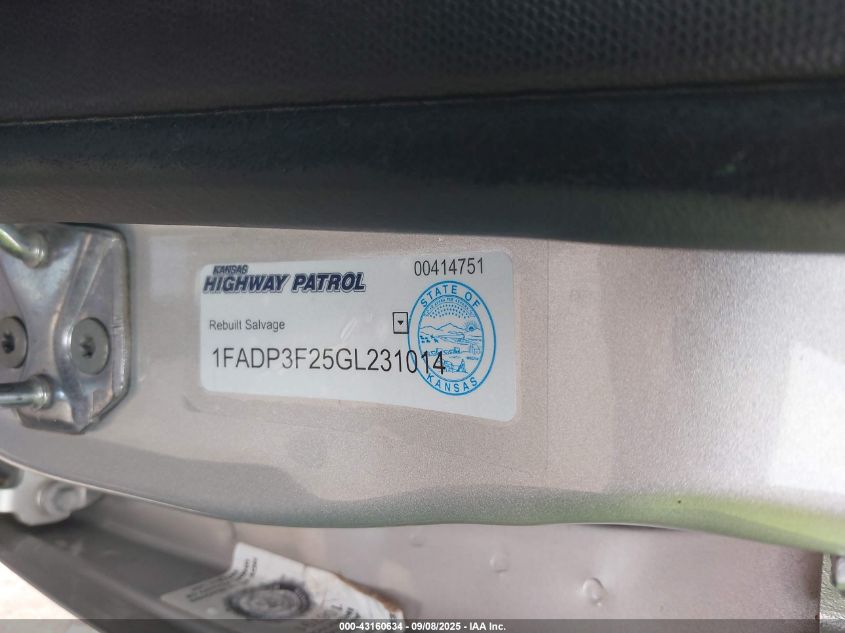 KANSAS
HIGHWAY PATROL
00414751
STATE OF
Rebuilt Salvage
1FADP3F25GL231014
KANSAS
000-43160634 - 09/08/2025 - IAA Inc.